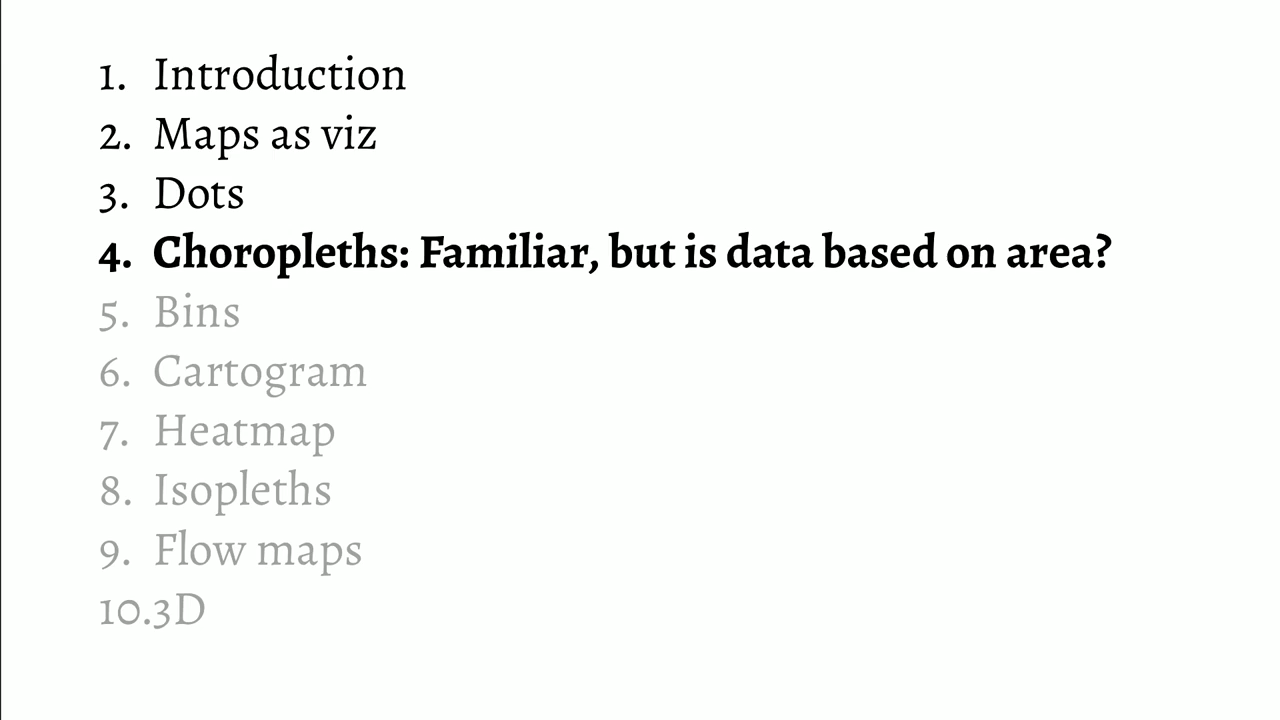 1. Introduction
2. Maps as viz
3. Dots
4. Choropleths: Familiar, but is data based on area?
5. Bins
6. Cartogram
7. Heatmap
8. Isopleths
9. Flow maps
10.3D